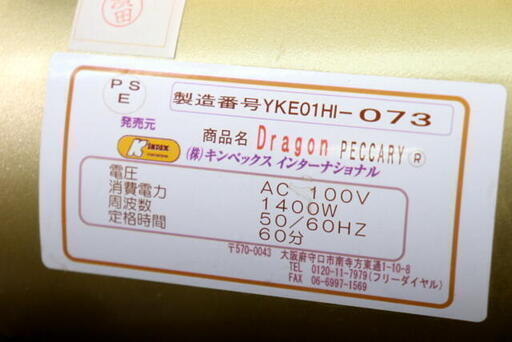 濱田
PS
E
製造番号YKE01HI-073
発売元
商品名 Dragon PECCARY®
KINBEX
(株)キンベックス インターナショナル
電圧 AC 100V
消費電力 1400W
周波数 50/60HZ
定格時間 60分
〒570-0043 大阪府守口市南寺方東通1-10-8
TEL 0120-11-7979(フリーダイヤル)
FAX 06-6997-1569